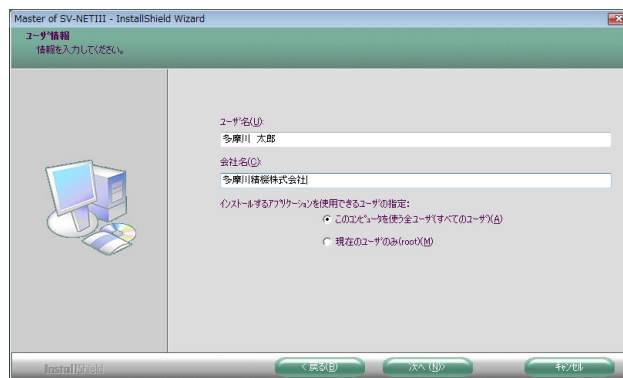 Master of SV-NETIII - InstallShield Wizard
ユーザ情報
情報を入力してください。
ユーザ名(U):
多摩川 太郎
会社名(C):
多摩川精機株式会社
インストールするアプリケーションを使用できるユーザの指定:
このコンピュータを使う全ユーザ(すべてのユーザ)(A)
現在のユーザのみ(root)(M)
InstallShield
< 戻る(B)
次へ (N)>
キャンセル